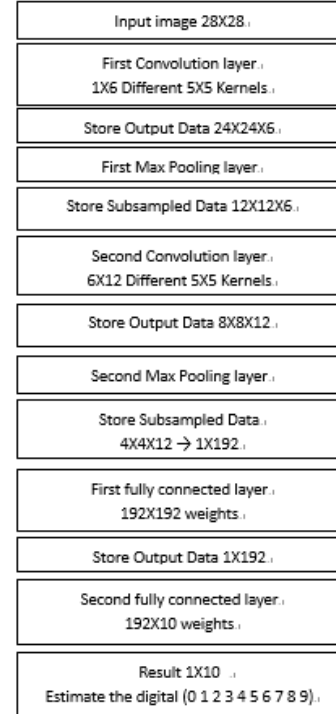 Input image 28X28
First Convolution layer
1X6 Different 5X5 Kernels
Store Output Data 24X24X6
First Max Pooling layer
Store Subsampled Data 12X12X6
Second Convolution layer
6X12 Different 5X5 Kernels
Store Output Data 8X8X12
Second Max Pooling layer
Store Subsampled Data
4X4X12 → 1X192
First fully connected layer
192X192 weights
Store Output Data 1X192
Second fully connected layer
192X10 weights
Result 1X10
Estimate the digital (0 1 2 3 4 5 6 7 8 9)